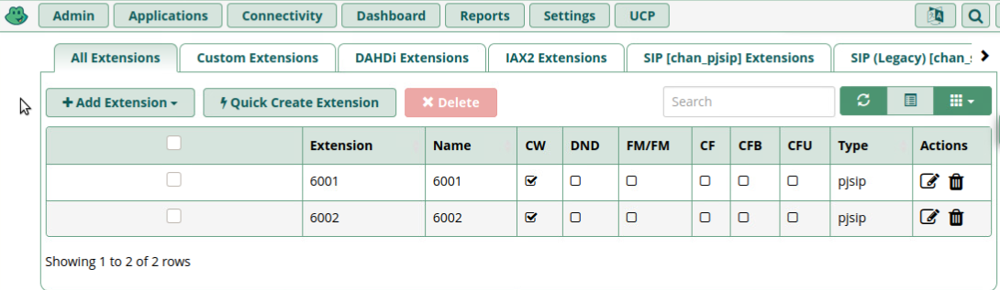 Admin Applications Connectivity Dashboard Reports Settings UCP
All Extensions Custom Extensions DAHDi Extensions IAX2 Extensions SIP [chan_pjsip] Extensions SIP (Legacy) [chan_
+ Add Extension Quick Create Extension Delete Search
Extension Name CW DND FM/FM CF CFB CFU Type Actions
6001 6001 pjsip
6002 6002 pjsip
Showing 1 to 2 of 2 rows